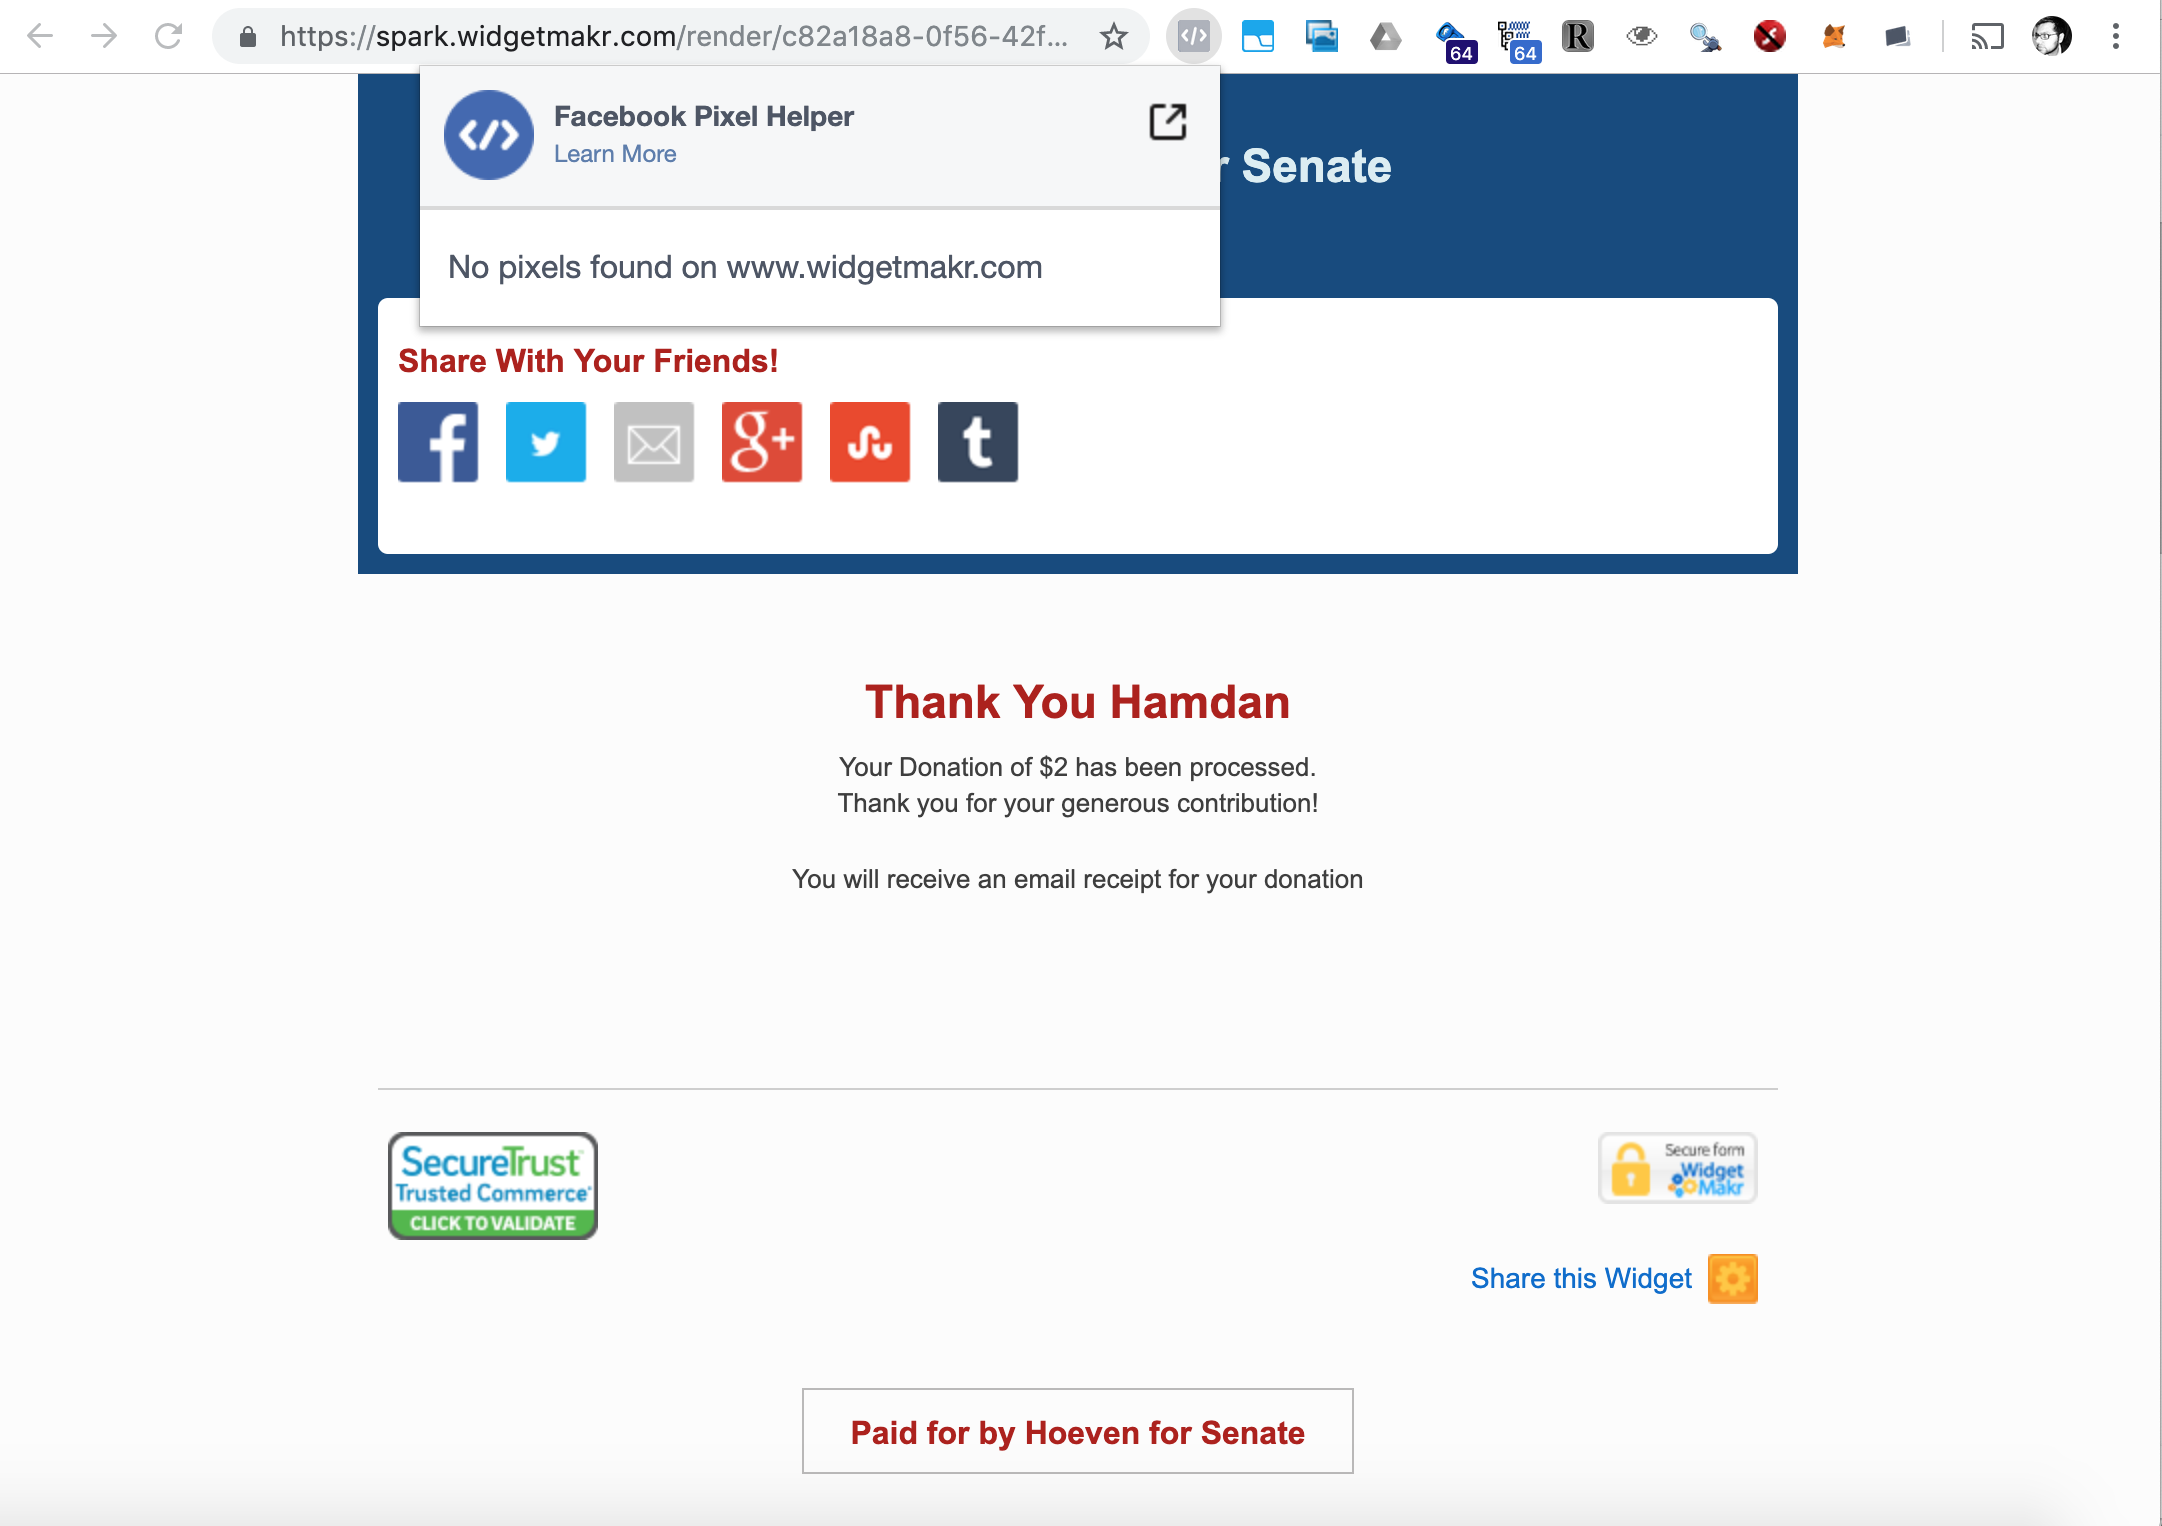 https://spark.widgetmakr.com/render/c82a18a8-0f56-42f...
64
64
R
Facebook Pixel Helper
Learn More
Senate
No pixels found on www.widgetmakr.com
Share With Your Friends!
Thank You Hamdan
Your Donation of $2 has been processed.
Thank you for your generous contribution!
You will receive an email receipt for your donation
SecureTrust
Trusted Commerce
CLICK TO VALIDATE
Secure form
Widget
Makr
Share this Widget
Paid for by Hoeven for Senate